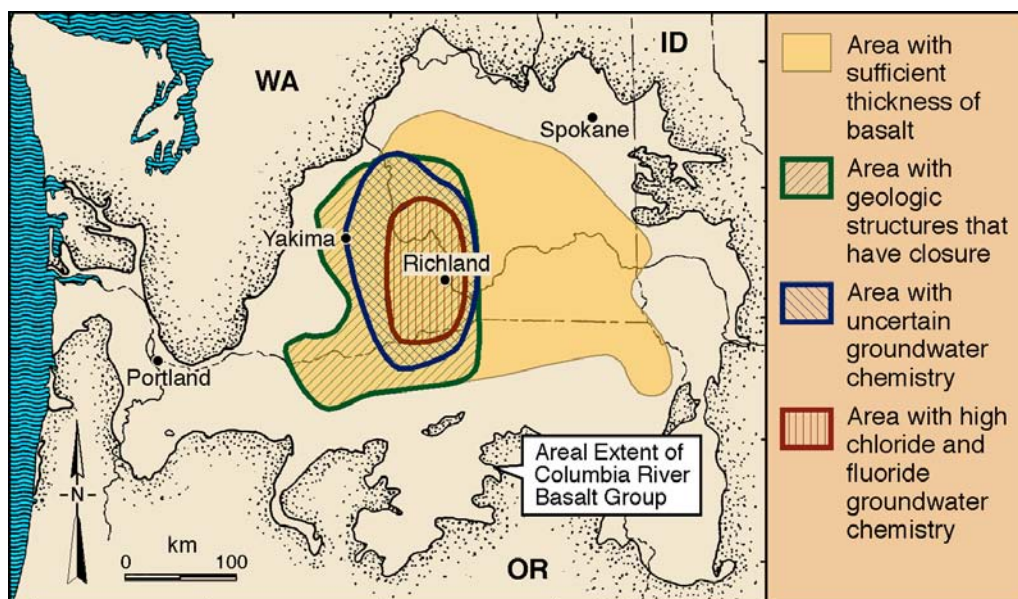 WA
ID
Spokane
Yakima
Richland
Portland
Areal Extent of
Columbia River
Basalt Group
N
km
0
100
OR
Area with
sufficient
thickness of
basalt
Area with
geologic
structures that
have closure
Area with
uncertain
groundwater
chemistry
Area with high
chloride and
fluoride
groundwater
chemistry